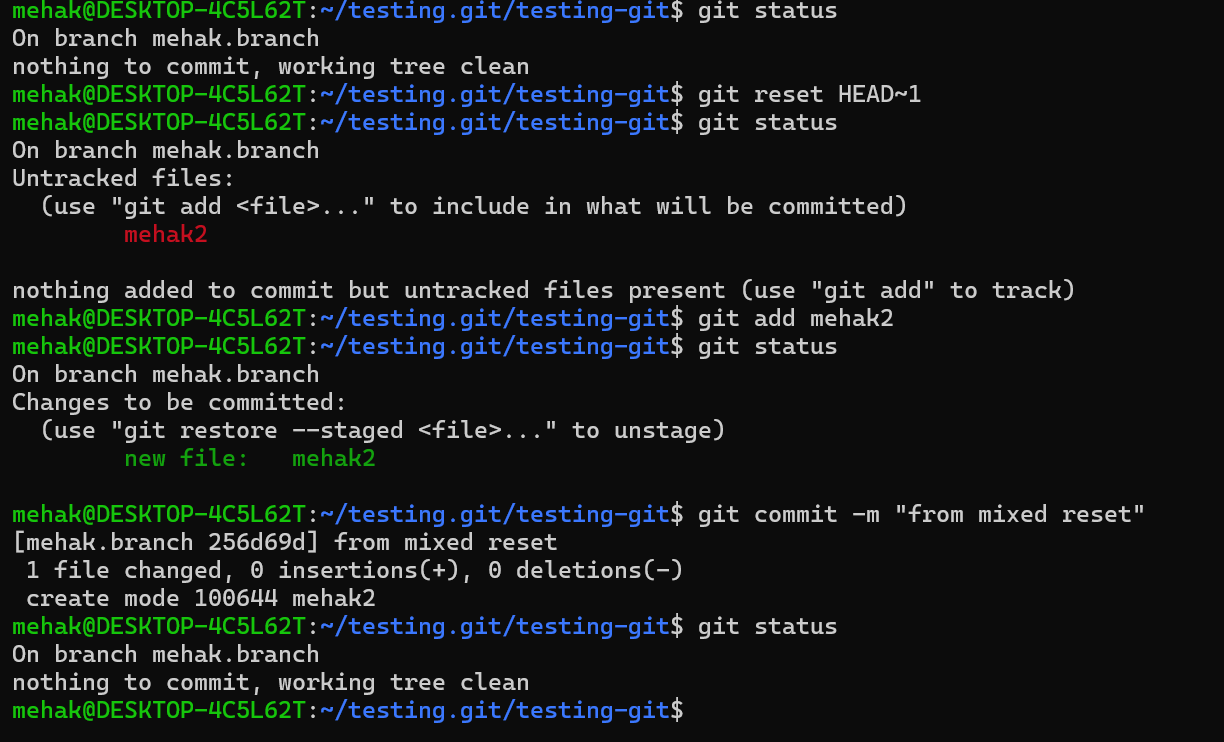 mehak@DESKTOP-4C5L62T:~/testing.git/testing-git$ git status
On branch mehak.branch
nothing to commit, working tree clean
mehak@DESKTOP-4C5L62T:~/testing.git/testing-git$ git reset HEAD~1
mehak@DESKTOP-4C5L62T:~/testing.git/testing-git$ git status
On branch mehak.branch
Untracked files:
  (use "git add <file>..." to include in what will be committed)
        mehak2

nothing added to commit but untracked files present (use "git add" to track)
mehak@DESKTOP-4C5L62T:~/testing.git/testing-git$ git add mehak2
mehak@DESKTOP-4C5L62T:~/testing.git/testing-git$ git status
On branch mehak.branch
Changes to be committed:
  (use "git restore --staged <file>..." to unstage)
        new file:   mehak2

mehak@DESKTOP-4C5L62T:~/testing.git/testing-git$ git commit -m "from mixed reset"
[mehak.branch 256d69d] from mixed reset
 1 file changed, 0 insertions(+), 0 deletions(-)
 create mode 100644 mehak2
mehak@DESKTOP-4C5L62T:~/testing.git/testing-git$ git status
On branch mehak.branch
nothing to commit, working tree clean
mehak@DESKTOP-4C5L62T:~/testing.git/testing-git$